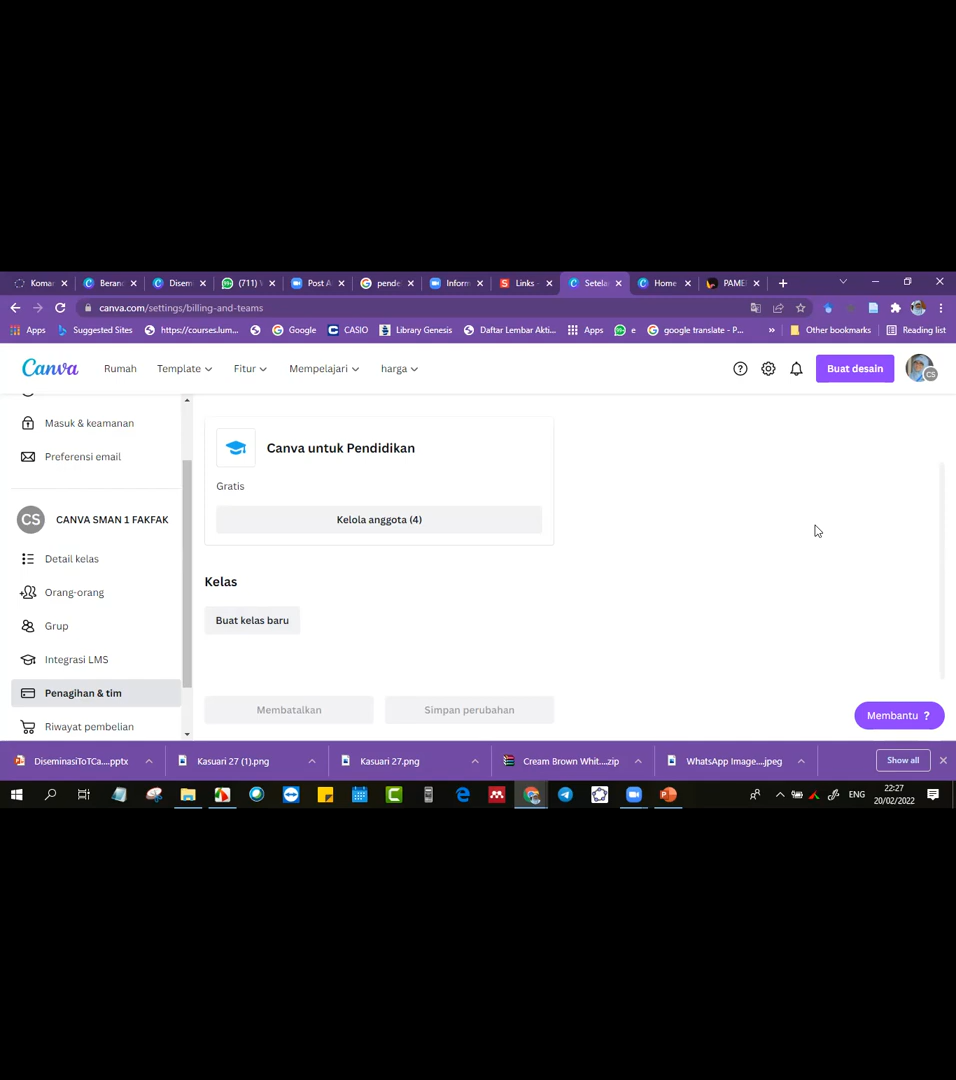 Komar
Beran
Disem
(711) W
Post A
pende
Inform
Links -
Setela
Home
PAMEI
canva.com/settings/billing-and-teams
Apps
Suggested Sites
https://courses.lum...
Google
CASIO
Library Genesis
Daftar Lembar Akti...
Apps
e
google translate - P...
»
Other bookmarks
Reading list
Canva
Rumah
Template
Fitur
Mempelajari
harga
Buat desain
CS
Masuk & keamanan
Preferensi email
CS
CANVA SMAN 1 FAKFAK
Detail kelas
Orang-orang
Grup
Integrasi LMS
Penagihan & tim
Riwayat pembelian
Canva untuk Pendidikan
Gratis
Kelola anggota (4)
Kelas
Buat kelas baru
Membatalkan
Simpan perubahan
Membantu ?
DiseminasiToTCa....pptx
Kasuari 27 (1).png
Kasuari 27.png
Cream Brown Whit....zip
WhatsApp Image....jpeg
Show all
ENG
22:27
20/02/2022